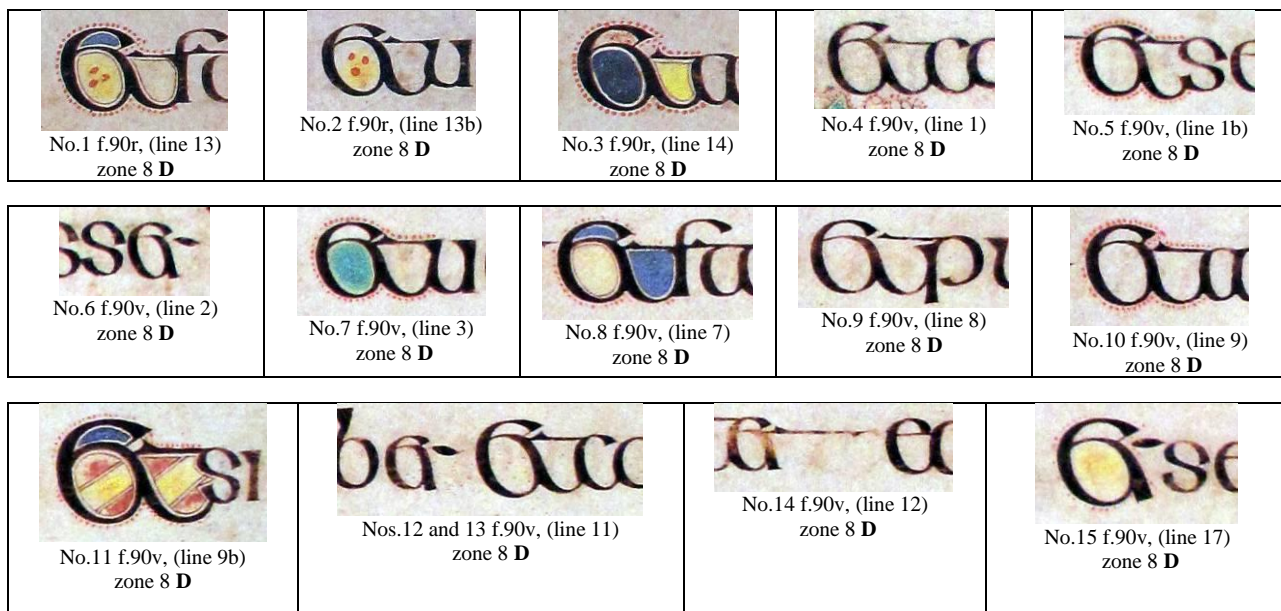 No.1 f.90r, (line 13)
zone 8 D
No.2 f.90r, (line 13b)
zone 8 D
No.3 f.90r, (line 14)
zone 8 D
No.4 f.90v, (line 1)
zone 8 D
No.5 f.90v, (line 1b)
zone 8 D
No.6 f.90v, (line 2)
zone 8 D
No.7 f.90v, (line 3)
zone 8 D
No.8 f.90v, (line 7)
zone 8 D
No.9 f.90v, (line 8)
zone 8 D
No.10 f.90v, (line 9)
zone 8 D
No.11 f.90v, (line 9b)
zone 8 D
Nos.12 and 13 f.90v, (line 11)
zone 8 D
No.14 f.90v, (line 12)
zone 8 D
No.15 f.90v, (line 17)
zone 8 D